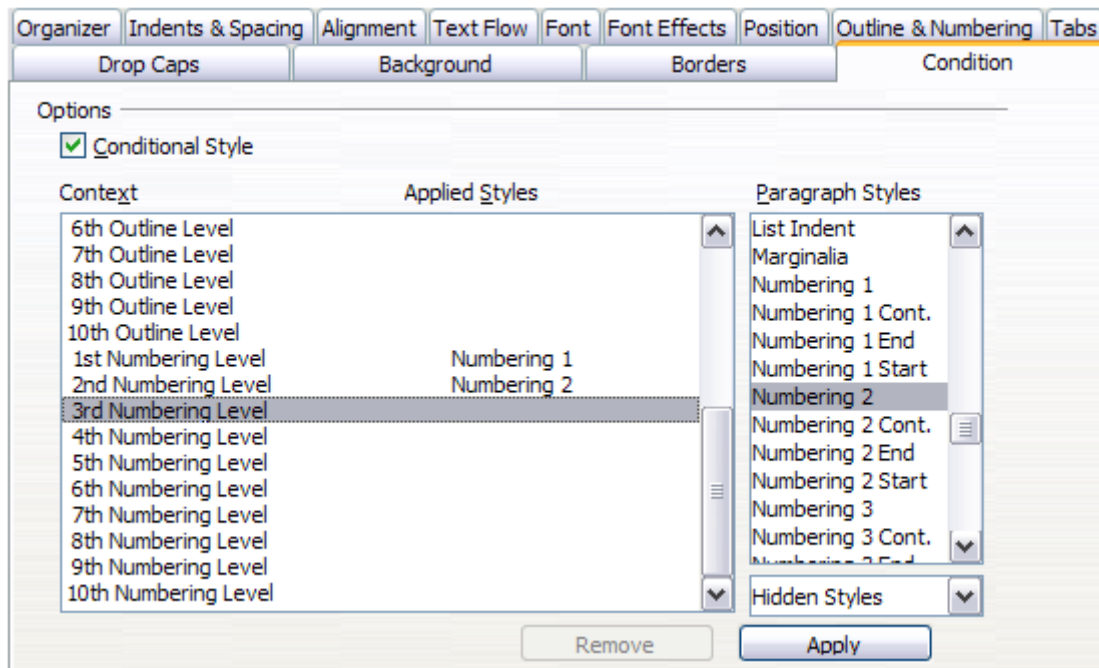 Organizer Indents & Spacing Alignment Text Flow Font Font Effects Position Outline & Numbering Tabs
Drop Caps Background Borders Condition
Options
Conditional Style
Context Applied Styles Paragraph Styles
6th Outline Level
7th Outline Level
8th Outline Level
9th Outline Level
10th Outline Level
1st Numbering Level Numbering 1
2nd Numbering Level Numbering 2
3rd Numbering Level
4th Numbering Level
5th Numbering Level
6th Numbering Level
7th Numbering Level
8th Numbering Level
9th Numbering Level
10th Numbering Level
List Indent
Marginalia
Numbering 1
Numbering 1 Cont.
Numbering 1 End
Numbering 1 Start
Numbering 2
Numbering 2 Cont.
Numbering 2 End
Numbering 2 Start
Numbering 3
Numbering 3 Cont.
Numbering 3 End
Hidden Styles
Remove Apply